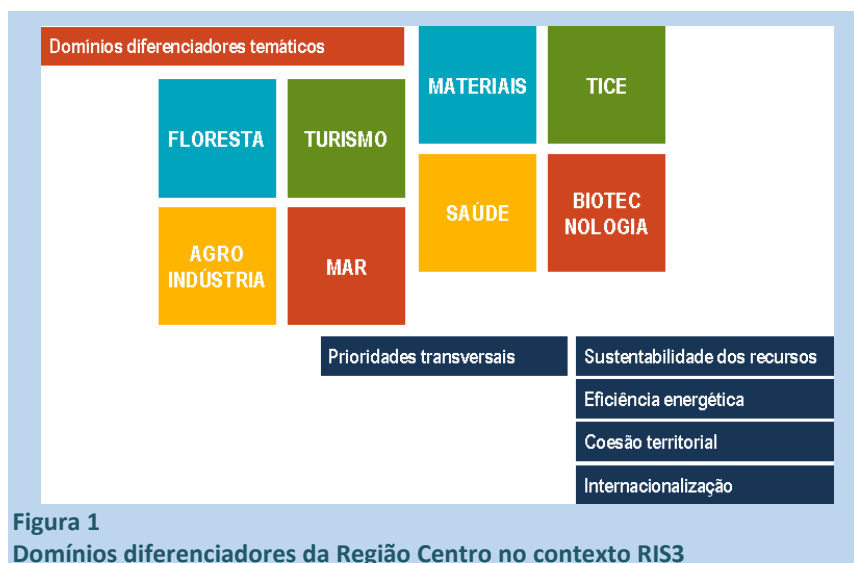 Domínios diferenciadores temáticos
MATERIAIS
TICE
FLORESTA
TURISMO
SAÚDE
BIOTEC
NOLOGIA
AGRO
INDÚSTRIA
MAR
Prioridades transversais
Sustentabilidade dos recursos
Eficiência energética
Coesão territorial
Internacionalização
Figura 1
Domínios diferenciadores da Região Centro no contexto RIS3